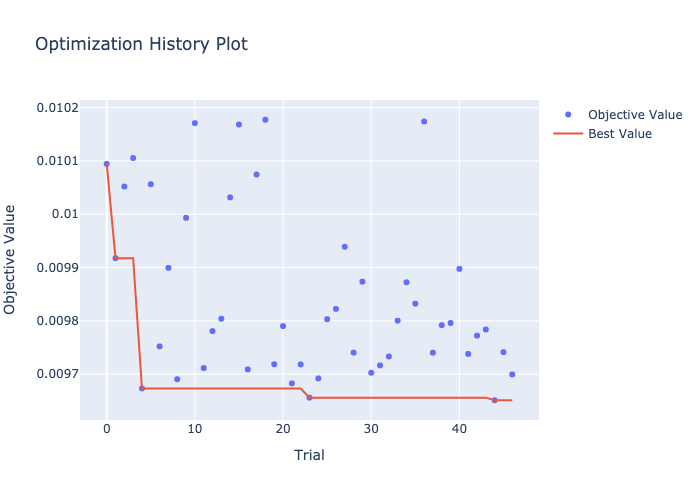 Optimization History Plot
0.0102
Objective Value
Best Value
0.0101
0.01
0.0099
0.0098
0.0097
Objective Value
0
10
20
30
40
Trial